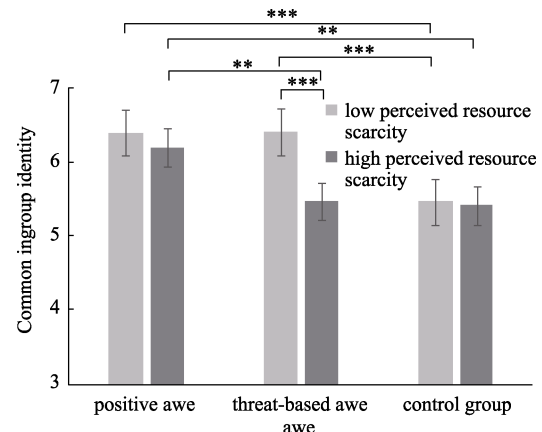 ***
**
***
**
***
7
6
5
4
3
Common ingroup identity
low perceived resource
scarcity
high perceived resource
scarcity
positive awe
threat-based awe
awe
control group